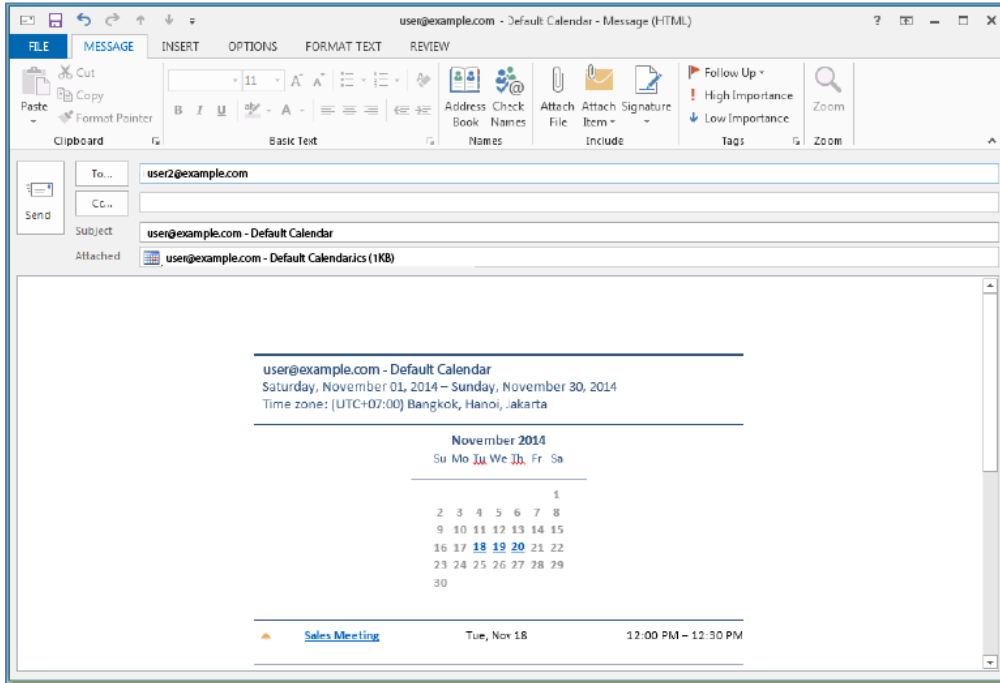 user@example.com - Default Calendar - Message (HTML)
?
FILE MESSAGE INSERT OPTIONS FORMAT TEXT REVIEW
Paste
Cut
Copy
Format Painter
Clipboard
11 A A
B I U aby A
Basic Text
Address Book
Check Names
Names
Attach File
Attach Item
Signature
Include
Follow Up
High Importance
Low Importance
Tags
Zoom
Zoom
Send
To... user2@example.com
Cc...
Subject user@example.com - Default Calendar
Attached user@example.com - Default Calendar.ics (1KB)
user@example.com - Default Calendar
Saturday, November 01, 2014 – Sunday, November 30, 2014
Time zone: (UTC+07:00) Bangkok, Hanoi, Jakarta
November 2014
Su Mo Tu We Th Fr Sa
1
2 3 4 5 6 7 8
9 10 11 12 13 14 15
16 17 18 19 20 21 22
23 24 25 26 27 28 29
30
Sales Meeting Tue, Nov 18 12:00 PM – 12:30 PM